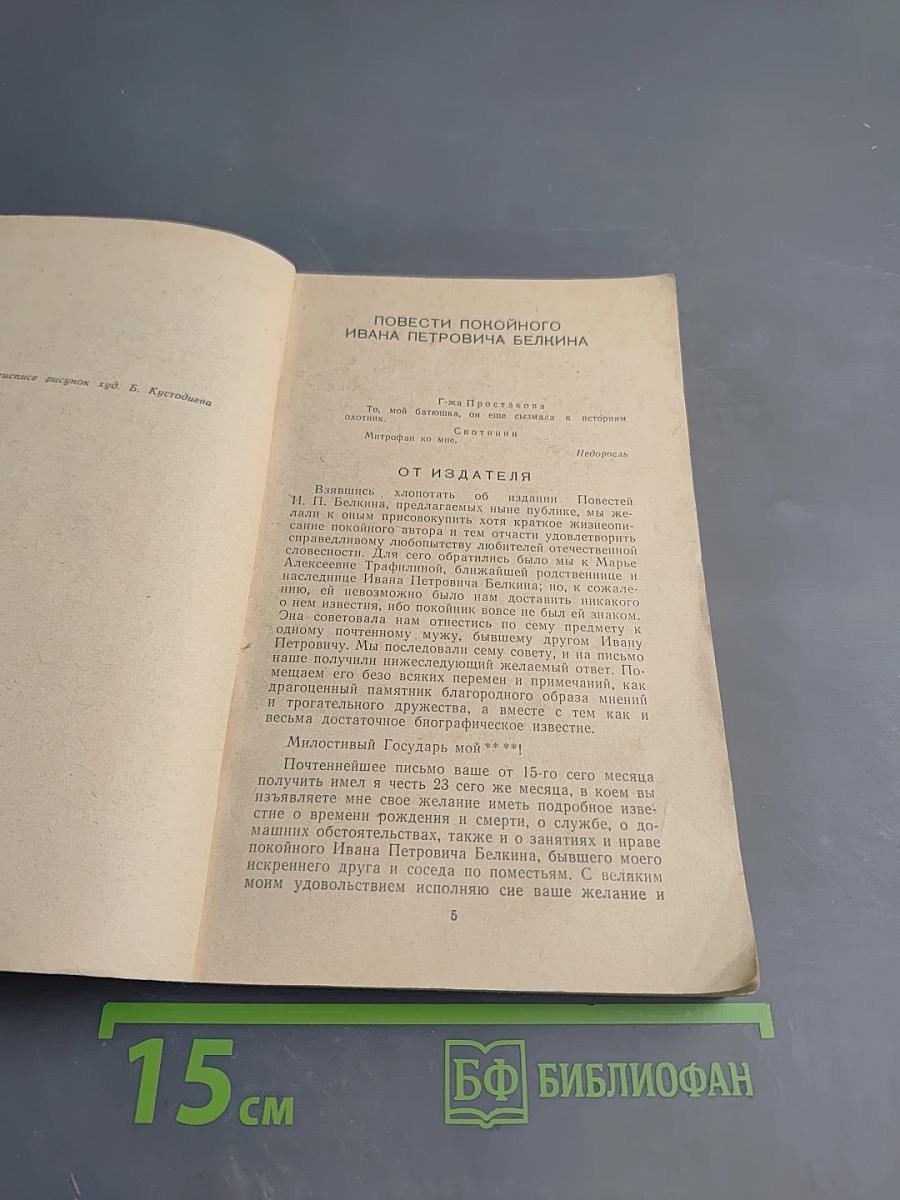 тисписе рисунок худ. Б. Кустодиева
ПОВЕСТИ ПОКОЙНОГО
ИВАНА ПЕТРОВИЧА БЕЛКИНА
Г-жа Простакова
То, мой батюшка, он еще сызмала к историям
охотник.
Скотинин
Митрофан ко мне.
Недоросль
ОТ ИЗДАТЕЛЯ
Взявшись хлопотать об издании Повестей
И. П. Белкина, предлагаемых ныне публике, мы же-
лали к оным присовокупить хотя краткое жизнеопи-
сание покойного автора и тем отчасти удовлетворить
справедливому любопытству любителей отечественной
словесности. Для сего обратились было мы к Марье
Алексеевне Трафилиной, ближайшей родственнице и
наследнице Ивана Петровича Белкина; но, к сожале-
нию, ей невозможно было нам доставить никакого
о нем известия, ибо покойник вовсе не был ей знаком.
Она советовала нам отнестись по сему предмету к
одному почтенному мужу, бывшему другом Ивану
Петровичу. Мы последовали сему совету, и на письмо
наше получили нижеследующий желаемый ответ. По-
мещаем его безо всяких перемен и примечаний, как
драгоценный памятник благородного образа мнений
и трогательного дружества, а вместе с тем как и
весьма достаточное биографическое известие.
Милостивый Государь мой ** **!
Почтеннейшее письмо ваше от 15-го сего месяца
получить имел я честь 23 сего же месяца, в коем вы
изъявляете мне свое желание иметь подробное изве-
стие о времени рождения и смерти, о службе, о до-
машних обстоятельствах, также и о занятиях и нраве
покойного Ивана Петровича Белкина, бывшего моего
искреннего друга и соседа по поместьям. С великим
моим удовольствием исполняю сие ваше желание и
5
15 см
БФ БИБЛИОФАН